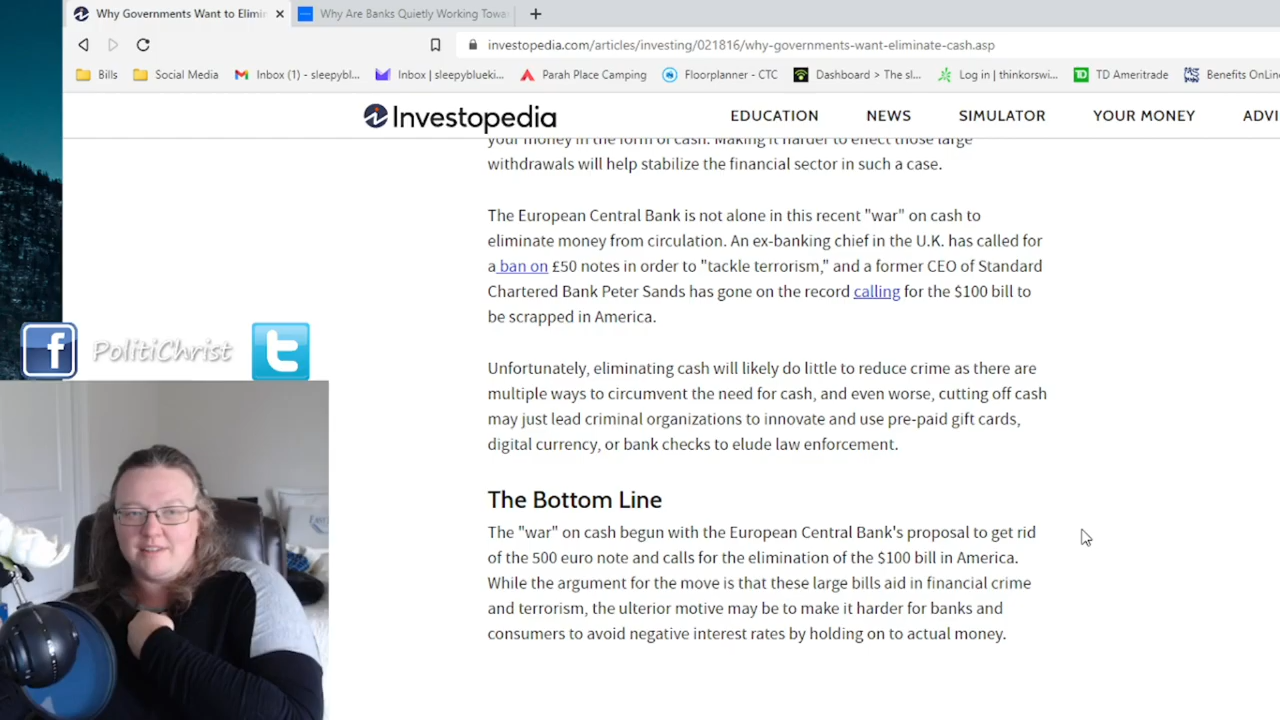 Why Governments Want to Elimin
Why Are Banks Quietly Working Towa
investopedia.com/articles/investing/021816/why-governments-want-eliminate-cash.asp
Bills
Social Media
Inbox (1) - sleepybl...
Inbox | sleepyblueki...
Parah Place Camping
Floorplanner - CTC
Dashboard > The sl...
Log in | thinkorswi...
TD Ameritrade
Benefits OnLin
Investopedia
EDUCATION
NEWS
SIMULATOR
YOUR MONEY
ADVI
your money in the form of cash. Making it harder to effect those large
withdrawals will help stabilize the financial sector in such a case.
The European Central Bank is not alone in this recent "war" on cash to
eliminate money from circulation. An ex-banking chief in the U.K. has called for
a ban on £50 notes in order to "tackle terrorism," and a former CEO of Standard
Chartered Bank Peter Sands has gone on the record calling for the $100 bill to
be scrapped in America.
PolitiChrist
Unfortunately, eliminating cash will likely do little to reduce crime as there are
multiple ways to circumvent the need for cash, and even worse, cutting off cash
may just lead criminal organizations to innovate and use pre-paid gift cards,
digital currency, or bank checks to elude law enforcement.
The Bottom Line
The "war" on cash begun with the European Central Bank's proposal to get rid
of the 500 euro note and calls for the elimination of the $100 bill in America.
While the argument for the move is that these large bills aid in financial crime
and terrorism, the ulterior motive may be to make it harder for banks and
consumers to avoid negative interest rates by holding on to actual money.